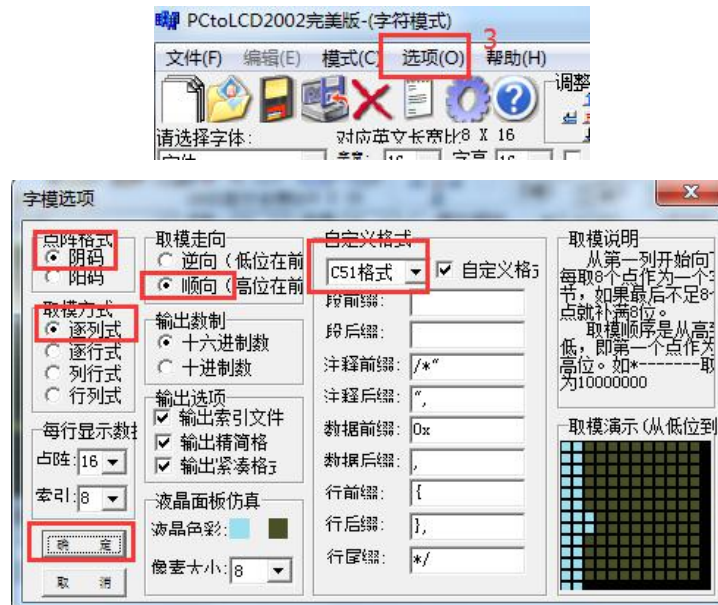 PCtoLCD2002完美版-(字符模式)
3
文件(F) 编辑(E) 模式(C) 选项(O) 帮助(H)
调整
请选择字体: 对应英文长宽比8 X 16
字模选项
点阵格式
阴码
阳码
取模方式
逐列式
逐行式
列行式
行列式
每行显示数据
点阵: 16
索引: 8
确 定
取 消
取模走向
逆向(低位在前
顺向(高位在前
输出数制
十六进制数
十进制数
输出选项
输出索引文件
输出精简格
输出紧凑格式
液晶面板仿真
液晶色彩:
像素大小: 8
自定义格式
C51格式 自定义格式
段前缀:
段后缀:
注释前缀: /*"
注释后缀: ",
数据前缀: 0x
数据后缀: ,
行前缀: {
行后缀: },
行尾缀: */
取模说明
从第一列开始向下
每取8个点作为一个字
节,如果最后不足8个
点就补满8位。
取模顺序是从高到
低,即第一个点作为
高位。如*-------取
为10000000
取模演示(从低位到